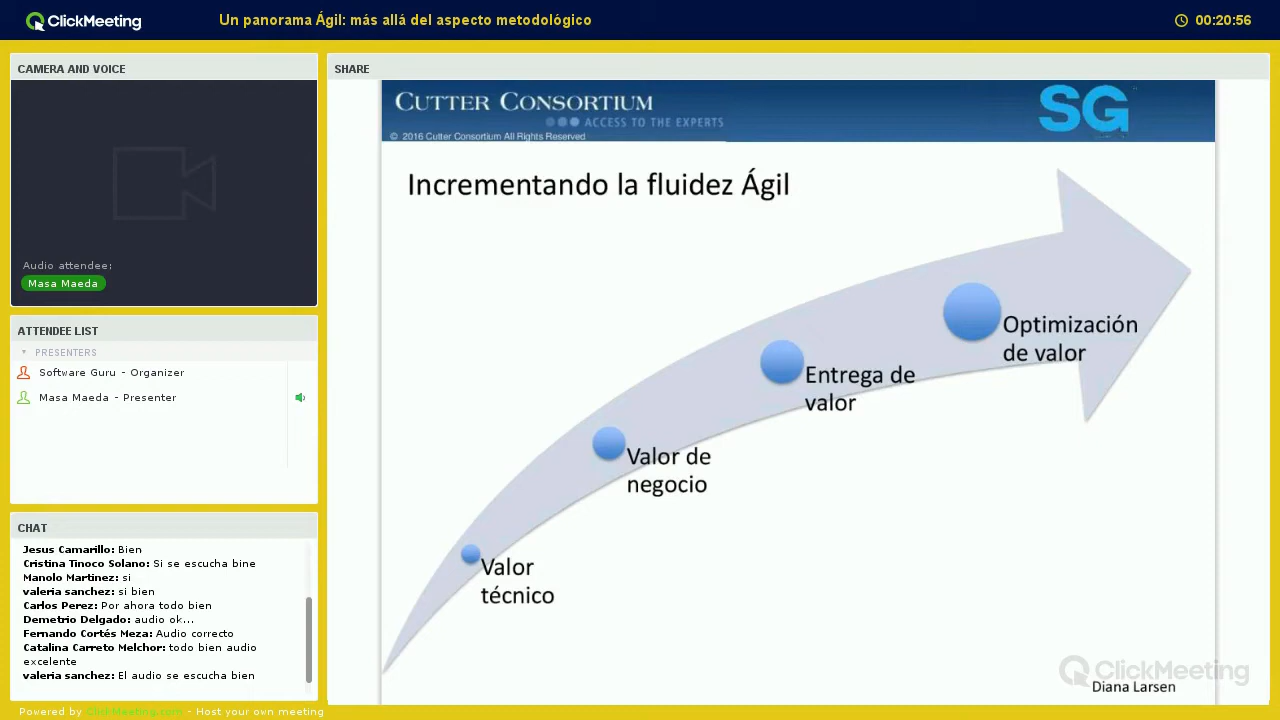 ClickMeeting
Un panorama Ágil: más allá del aspecto metodológico
00:20:56
CAMERA AND VOICE
Audio attendee:
Masa Maeda
ATTENDEE LIST
PRESENTERS
Software Guru - Organizer
Masa Maeda - Presenter
CHAT
Jesus Camarillo: Bien
Cristina Tinoco Solano: Si se escucha bine
Manolo Martinez: si
valeria sanchez: si bien
Carlos Perez: Por ahora todo bien
Demetrio Delgado: audio ok...
Fernando Cortés Meza: Audio correcto
Catalina Carreto Melchor: todo bien audio
excelente
valeria sanchez: El audio se escucha bien
Powered by ClickMeeting.com - Host your own meeting
SHARE
CUTTER CONSORTIUM
ACCESS TO THE EXPERTS
© 2016 Cutter Consortium All Rights Reserved
SG
Incrementando la fluidez Ágil
Optimización
de valor
Entrega de
valor
Valor de
negocio
Valor
técnico
ClickMeeting
Diana Larsen